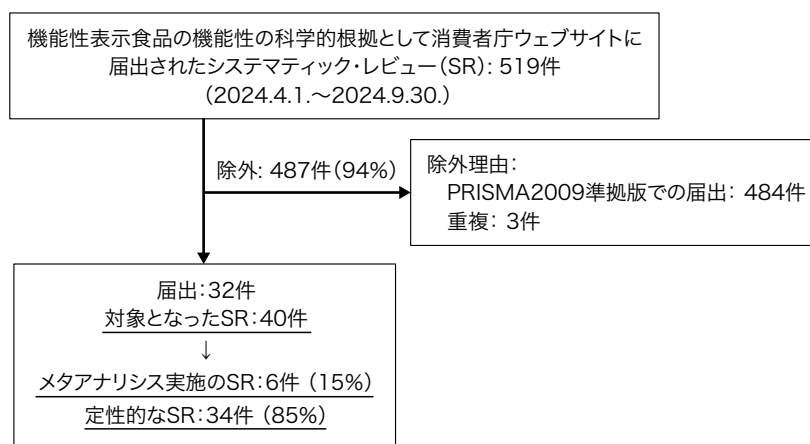 機能性表示食品の機能性の科学的根拠として消費者庁ウェブサイトに
届出されたシステマティック・レビュー（SR）: 519件
（2024.4.1.～2024.9.30.）
除外: 487件（94%）
除外理由：
PRISMA2009準拠版での届出： 484件
重複： 3件
届出：32件
対象となったSR：40件
↓
メタアナリシス実施のSR：6件 （15%）
定性的なSR：34件 （85%）